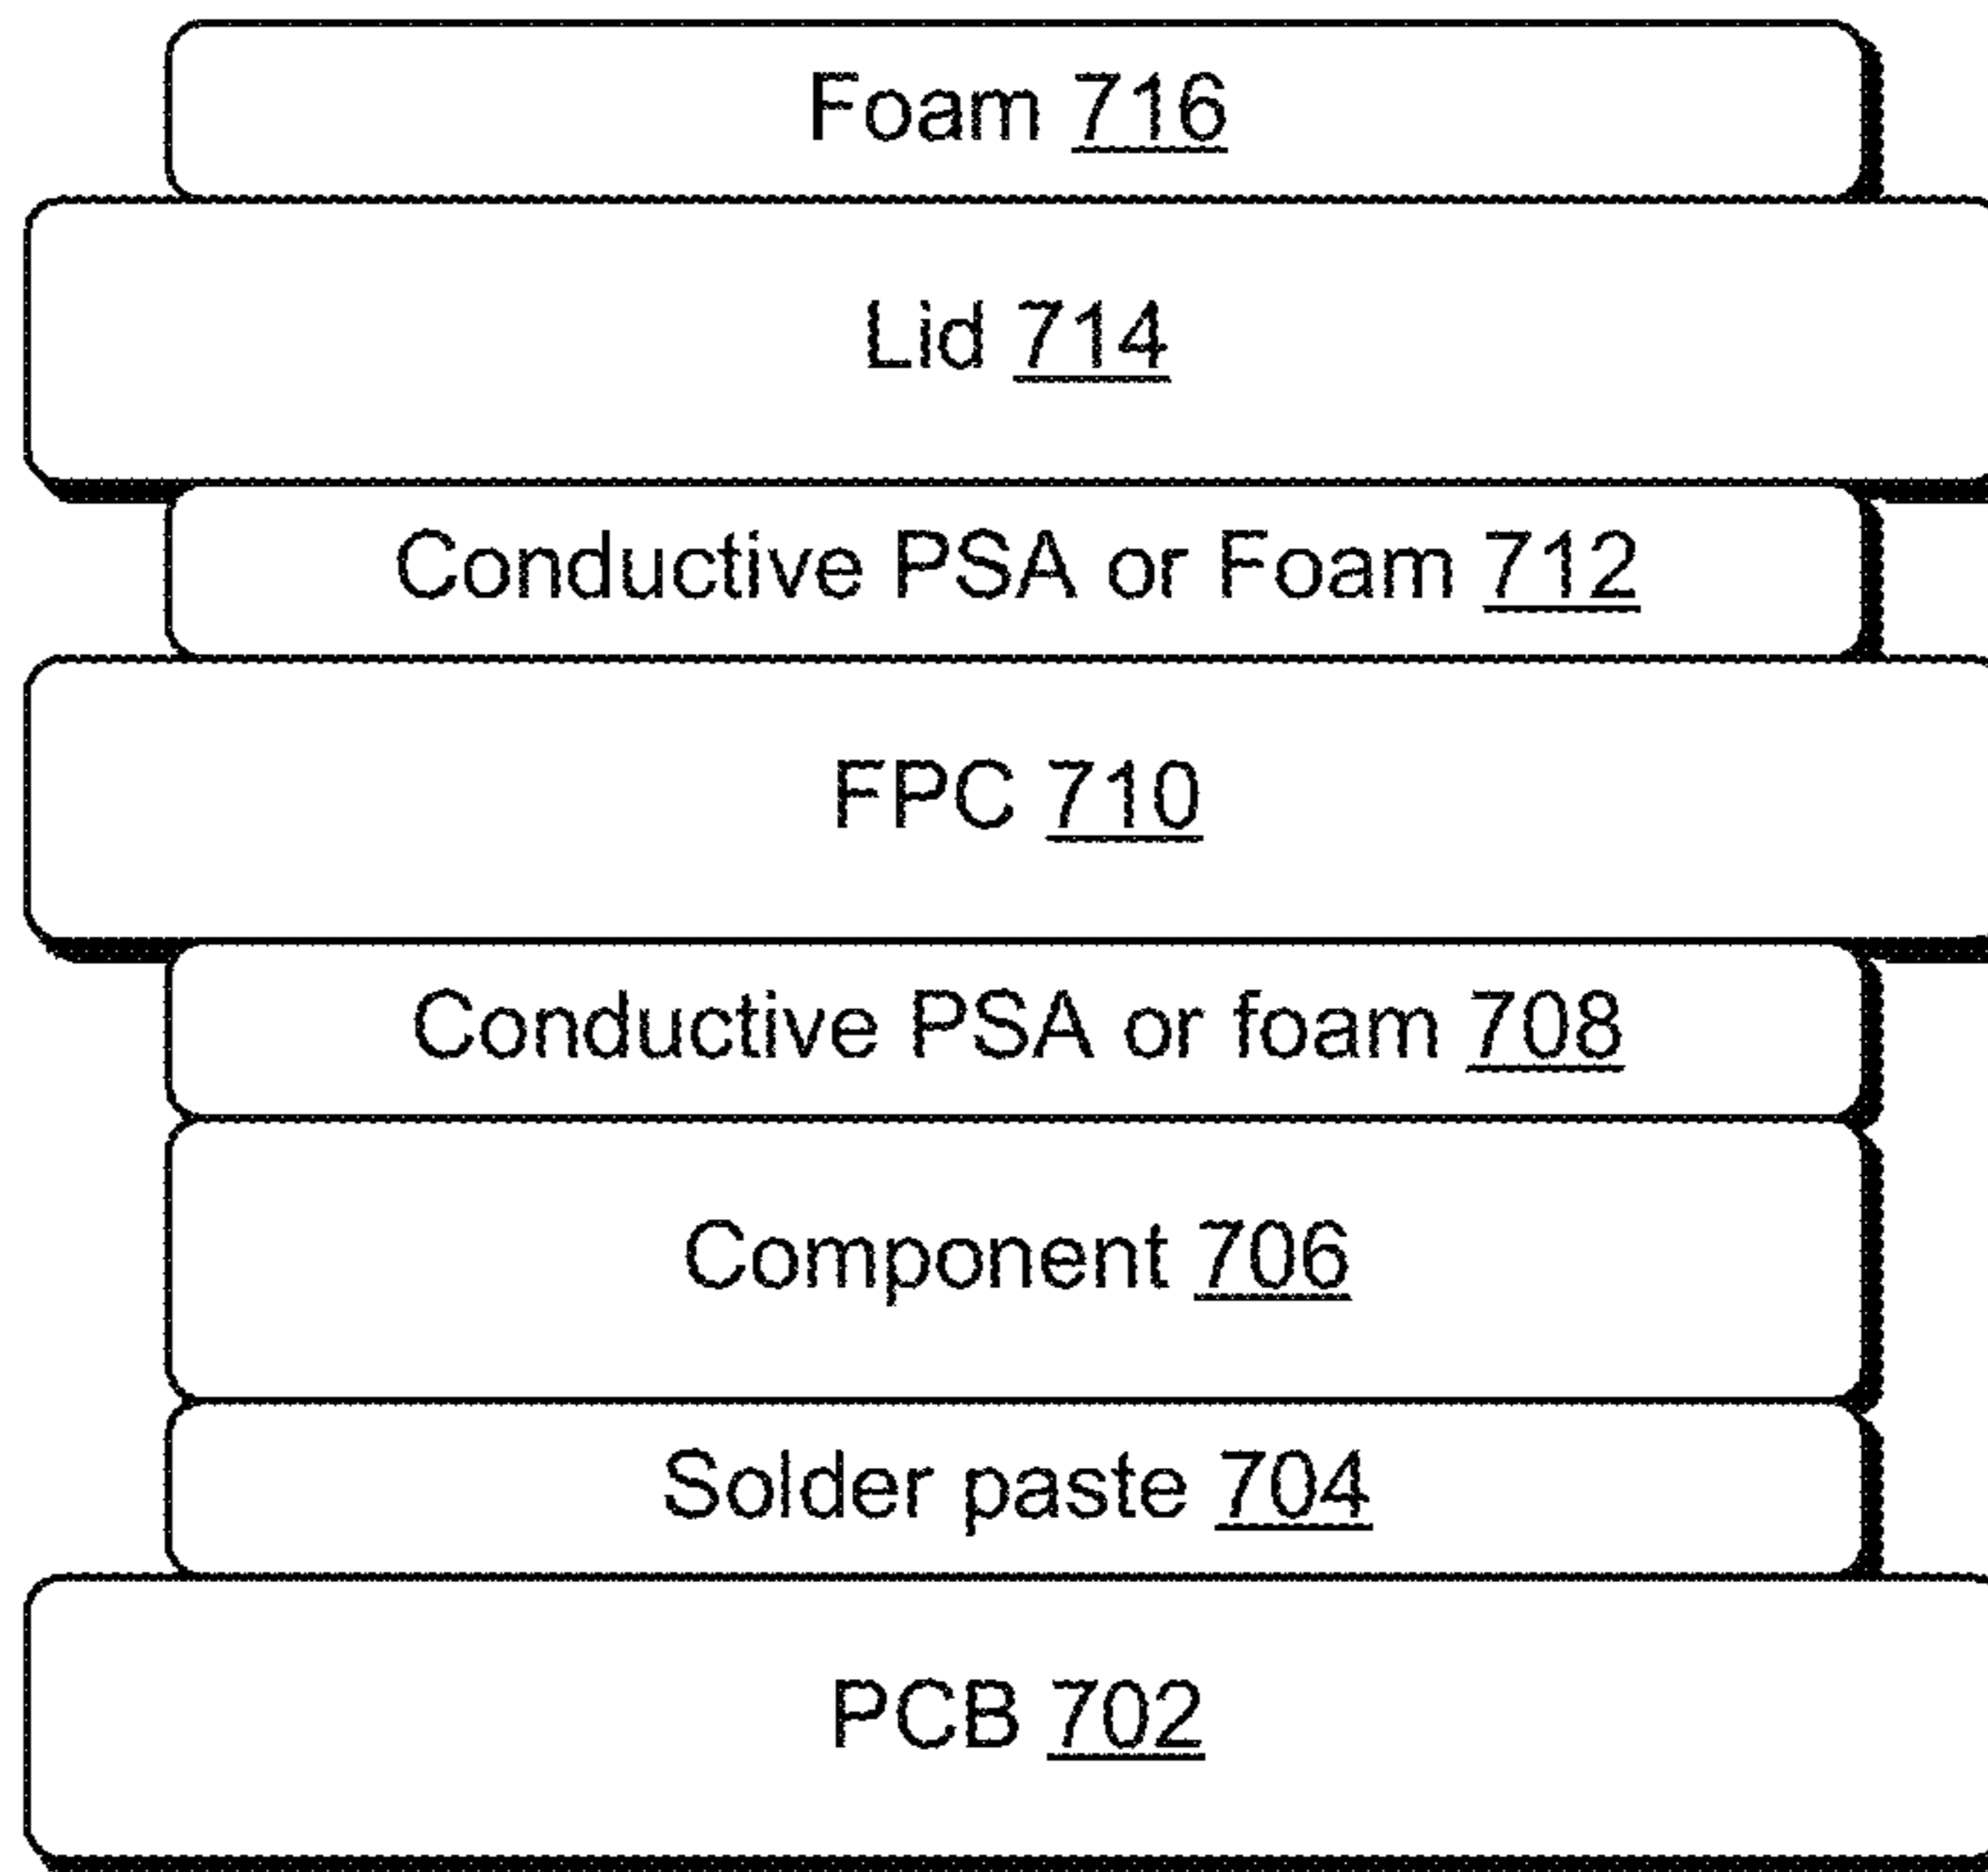 Foam 716
Lid 714
Conductive PSA or Foam 712
FPC 710
Conductive PSA or foam 708
Component 706
Solder paste 704
PCB 702